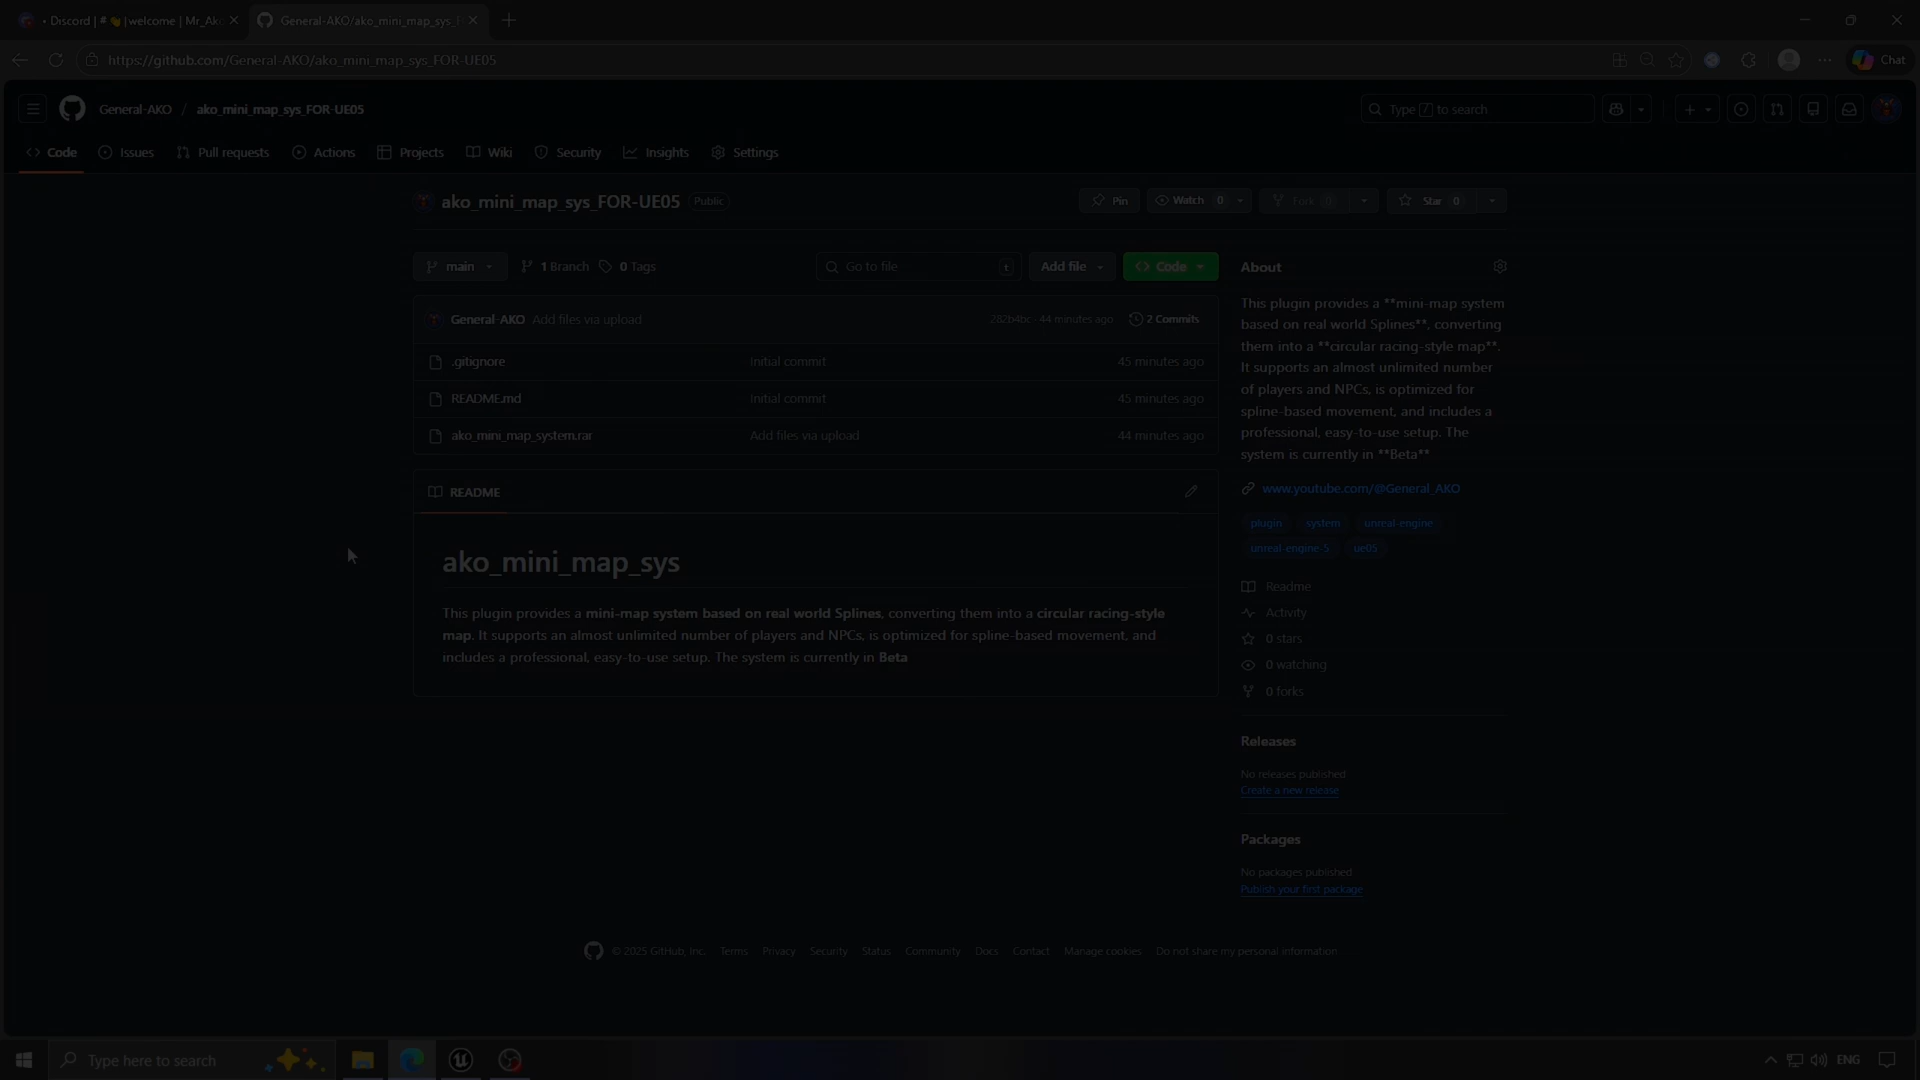 • Discord | # 👋 |welcome | Mr_Ak
General-AKO/ako_mini_map_sys_F
https://github.com/General-AKO/ako_mini_map_sys_FOR-UE05
Chat
General-AKO / ako_mini_map_sys_FOR-UE05
Type / to search
Code
Issues
Pull requests
Actions
Projects
Wiki
Security
Insights
Settings
ako_mini_map_sys_FOR-UE05 Public
Pin
Watch 0
Fork 0
Star 0
main
1 Branch
0 Tags
Go to file t
Add file
Code
General-AKO Add files via upload
282b4bc · 44 minutes ago
2 Commits
.gitignore Initial commit 45 minutes ago
README.md Initial commit 45 minutes ago
ako_mini_map_system.rar Add files via upload 44 minutes ago
README
ako_mini_map_sys
This plugin provides a mini-map system based on real world Splines, converting them into a circular racing-style
map. It supports an almost unlimited number of players and NPCs, is optimized for spline-based movement, and
includes a professional, easy-to-use setup. The system is currently in Beta
About
This plugin provides a **mini-map system
based on real world Splines**, converting
them into a **circular racing-style map**.
It supports an almost unlimited number
of players and NPCs, is optimized for
spline-based movement, and includes a
professional, easy-to-use setup. The
system is currently in **Beta**
www.youtube.com/@General_AKO
plugin system unreal-engine
unreal-engine-5 ue05
Readme
Activity
0 stars
0 watching
0 forks
Releases
No releases published
Create a new release
Packages
No packages published
Publish your first package
© 2025 GitHub, Inc. Terms Privacy Security Status Community Docs Contact Manage cookies Do not share my personal information
Type here to search
ENG